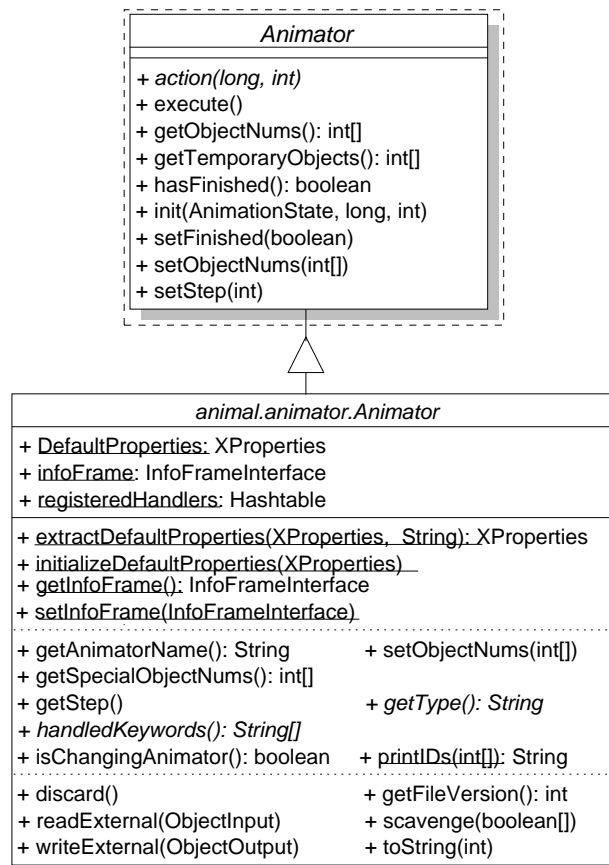 Animator
+ action(long, int)
+ execute()
+ getObjectNums(): int[]
+ getTemporaryObjects(): int[]
+ hasFinished(): boolean
+ init(AnimationState, long, int)
+ setFinished(boolean)
+ setObjectNums(int[])
+ setStep(int)
animal.animator.Animator
+ DefaultProperties: XProperties
+ infoFrame: InfoFrameInterface
+ registeredHandlers: Hashtable
+ extractDefaultProperties(XProperties, String): XProperties
+ initializeDefaultProperties(XProperties)
+ getInfoFrame(): InfoFrameInterface
+ setInfoFrame(InfoFrameInterface)
+ getAnimatorName(): String + setObjectNums(int[])
+ getSpecialObjectNums(): int[]
+ getStep() + getType(): String
+ handledKeywords(): String[]
+ isChangingAnimator(): boolean + printIDs(int[]): String
+ discard() + getFileVersion(): int
+ readExternal(ObjectInput) + scavenge(boolean[])
+ writeExternal(ObjectOutput) + toString(int)